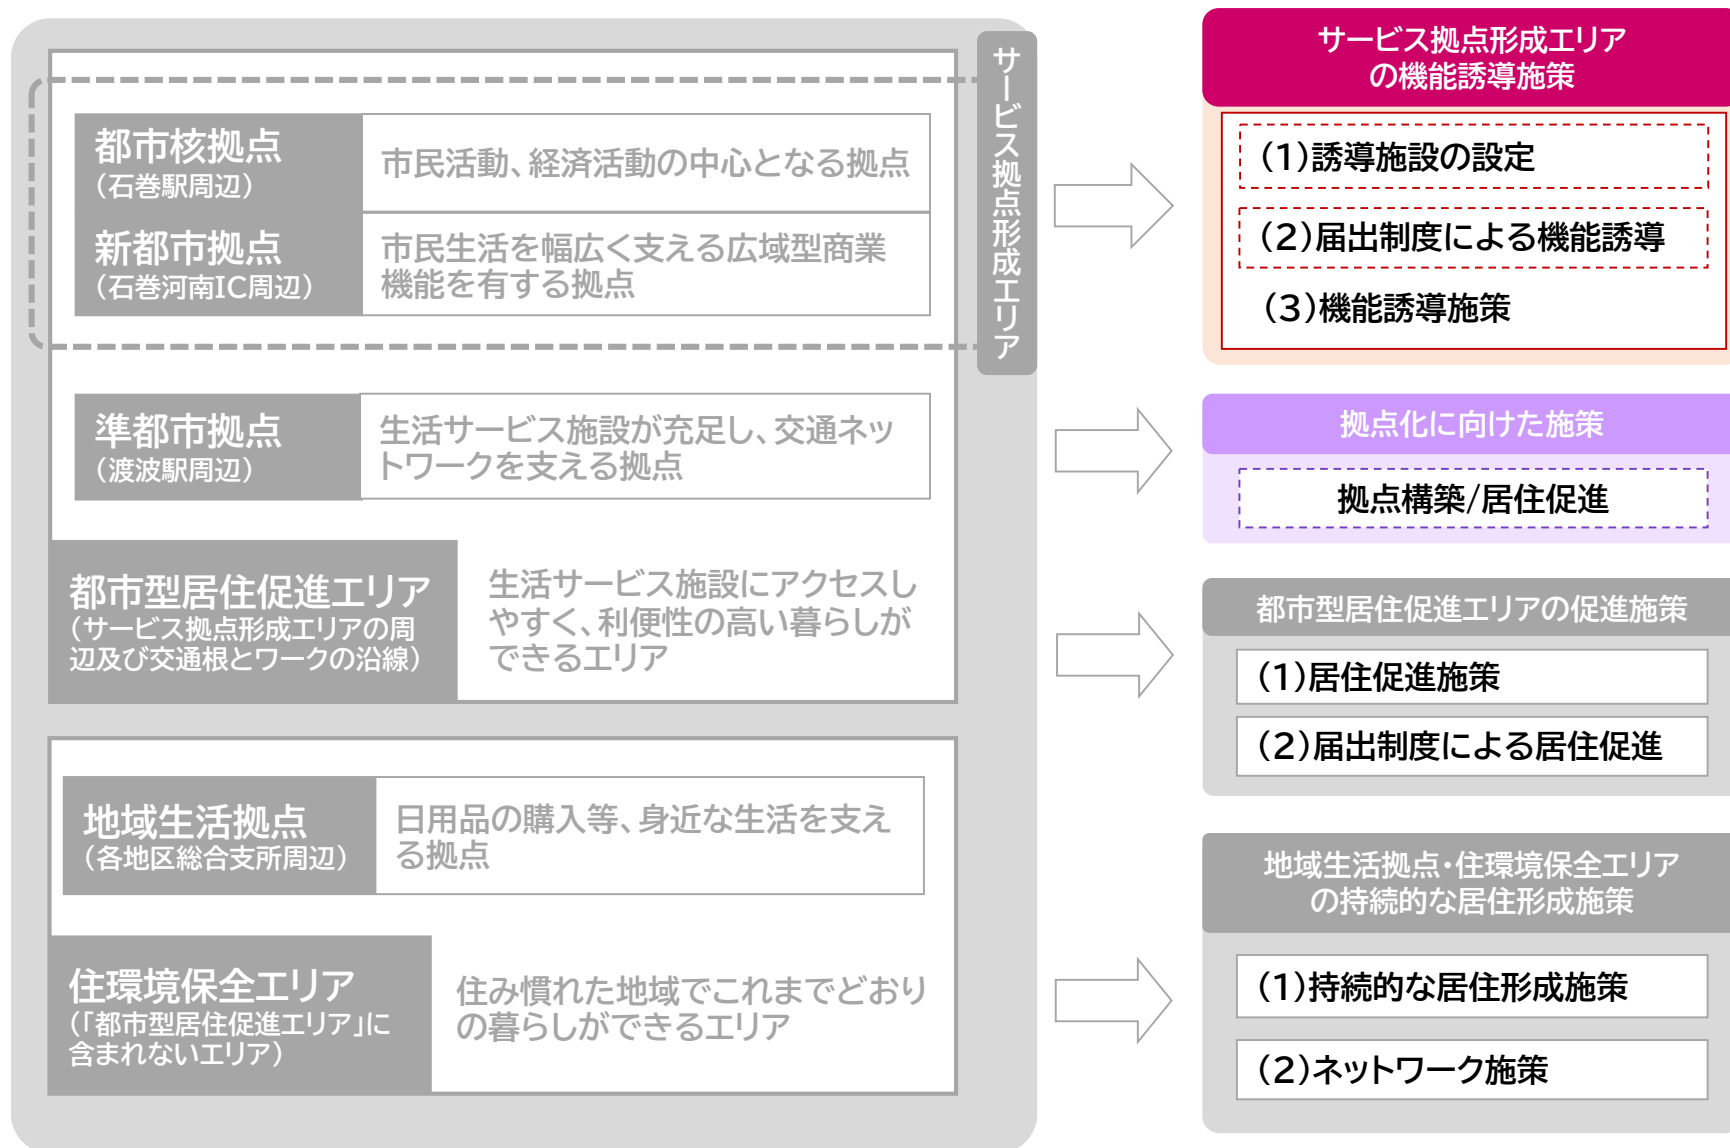 サービス拠点形成エリア
都市核拠点
（石巻駅周辺）
市民活動、経済活動の中心となる拠点
新都市拠点
（石巻河南IC周辺）
市民生活を幅広く支える広域型商業
機能を有する拠点
準都市拠点
（渡波駅周辺）
生活サービス施設が充足し、交通ネッ
トワークを支える拠点
都市型居住促進エリア
（サービス拠点形成エリアの周
辺及び交通根とワークの沿線）
生活サービス施設にアクセスし
やすく、利便性の高い暮らしが
できるエリア
地域生活拠点
（各地区総合支所周辺）
日用品の購入等、身近な生活を支え
る拠点
住環境保全エリア
（「都市型居住促進エリア」に
含まれないエリア）
住み慣れた地域でこれまでどおり
の暮らしができるエリア
サービス拠点形成エリア
の機能誘導施策
（1）誘導施設の設定
（2）届出制度による機能誘導
（3）機能誘導施策
拠点化に向けた施策
拠点構築/居住促進
都市型居住促進エリアの促進施策
（1）居住促進施策
（2）届出制度による居住促進
地域生活拠点・住環境保全エリア
の持続的な居住形成施策
（1）持続的な居住形成施策
（2）ネットワーク施策